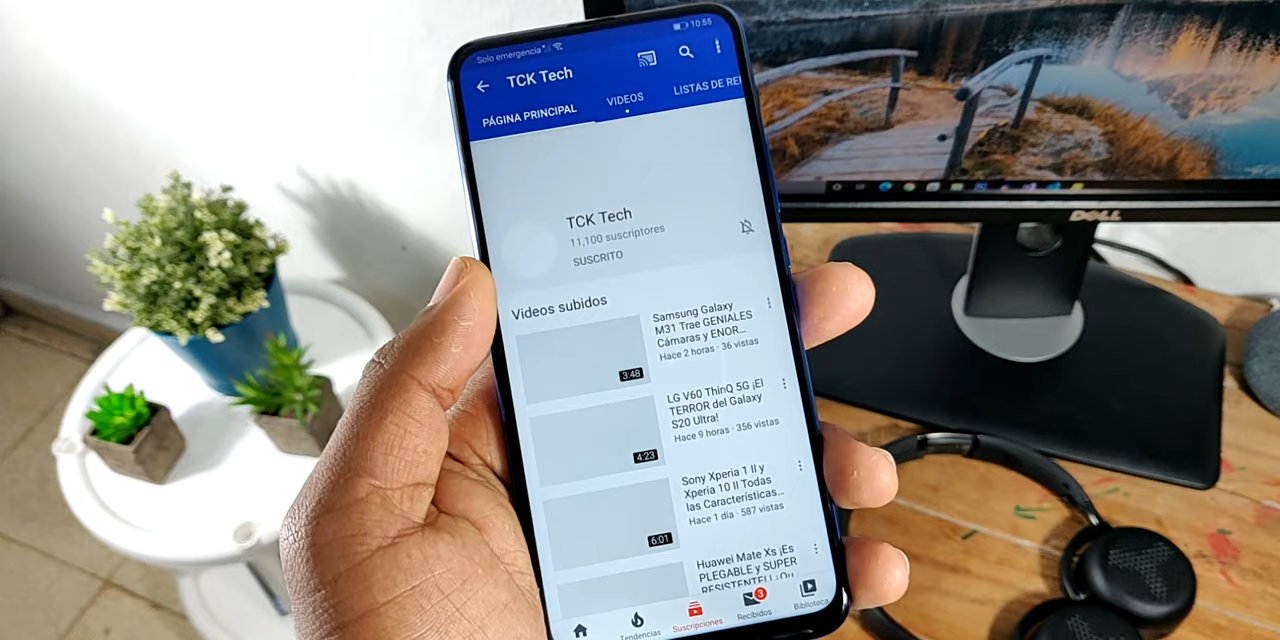 Solo emergencia
10:55
TCK Tech
PÁGINA PRINCIPAL
VIDEOS
LISTAS DE
TCK Tech
11,100 suscriptores
SUSCRITO
Videos subidos
Samsung Galaxy
M31 Trae GENIALES
Cámaras y ENOR...
Hace 2 horas · 36 vistas
3:48
LG V60 ThinQ 5G ¡El
TERROR del Galaxy
S20 Ultra!
Hace 9 horas · 356 vistas
4:23
Sony Xperia 1 II y
Xperia 10 II Todas
las Características...
Hace 1 día · 587 vistas
6:01
Huawei Mate Xs ¡Es
PLEGABLE y SUPER
RESISTENTE!
Tendencias
Suscripciones
3
Recibidos
Biblioteca
DELL